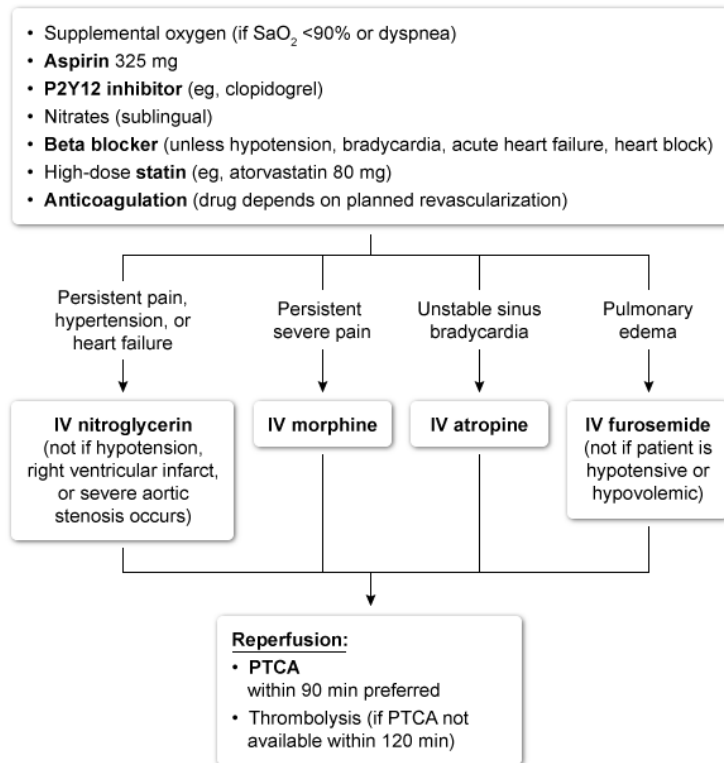 • Supplemental oxygen (if SaO₂ <90% or dyspnea)
• Aspirin 325 mg
• P2Y12 inhibitor (eg, clopidogrel)
• Nitrates (sublingual)
• Beta blocker (unless hypotension, bradycardia, acute heart failure, heart block)
• High-dose statin (eg, atorvastatin 80 mg)
• Anticoagulation (drug depends on planned revascularization)
Persistent pain,
hypertension, or
heart failure
Persistent
severe pain
Unstable sinus
bradycardia
Pulmonary
edema
IV nitroglycerin
(not if hypotension,
right ventricular infarct,
or severe aortic
stenosis occurs)
IV morphine
IV atropine
IV furosemide
(not if patient is
hypotensive or
hypovolemic)
Reperfusion:
• PTCA
within 90 min preferred
• Thrombolysis (if PTCA not
available within 120 min)